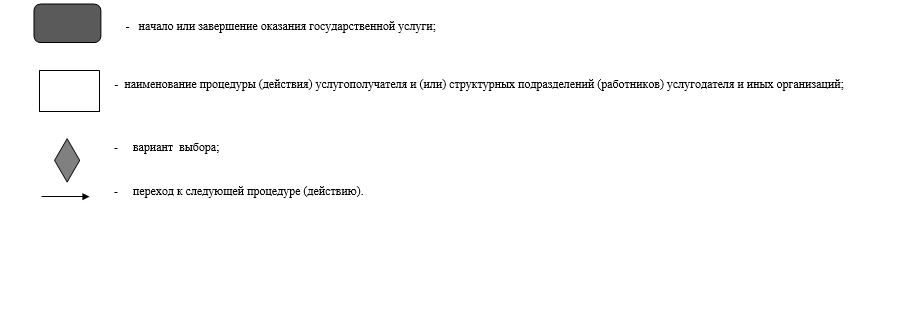 - начало или завершение оказания государственной услуги;
- наименование процедуры (действия) услугополучателя и (или) структурных подразделений (работников) услугодателя и иных организаций;
- вариант выбора;
- переход к следующей процедуре (действию).